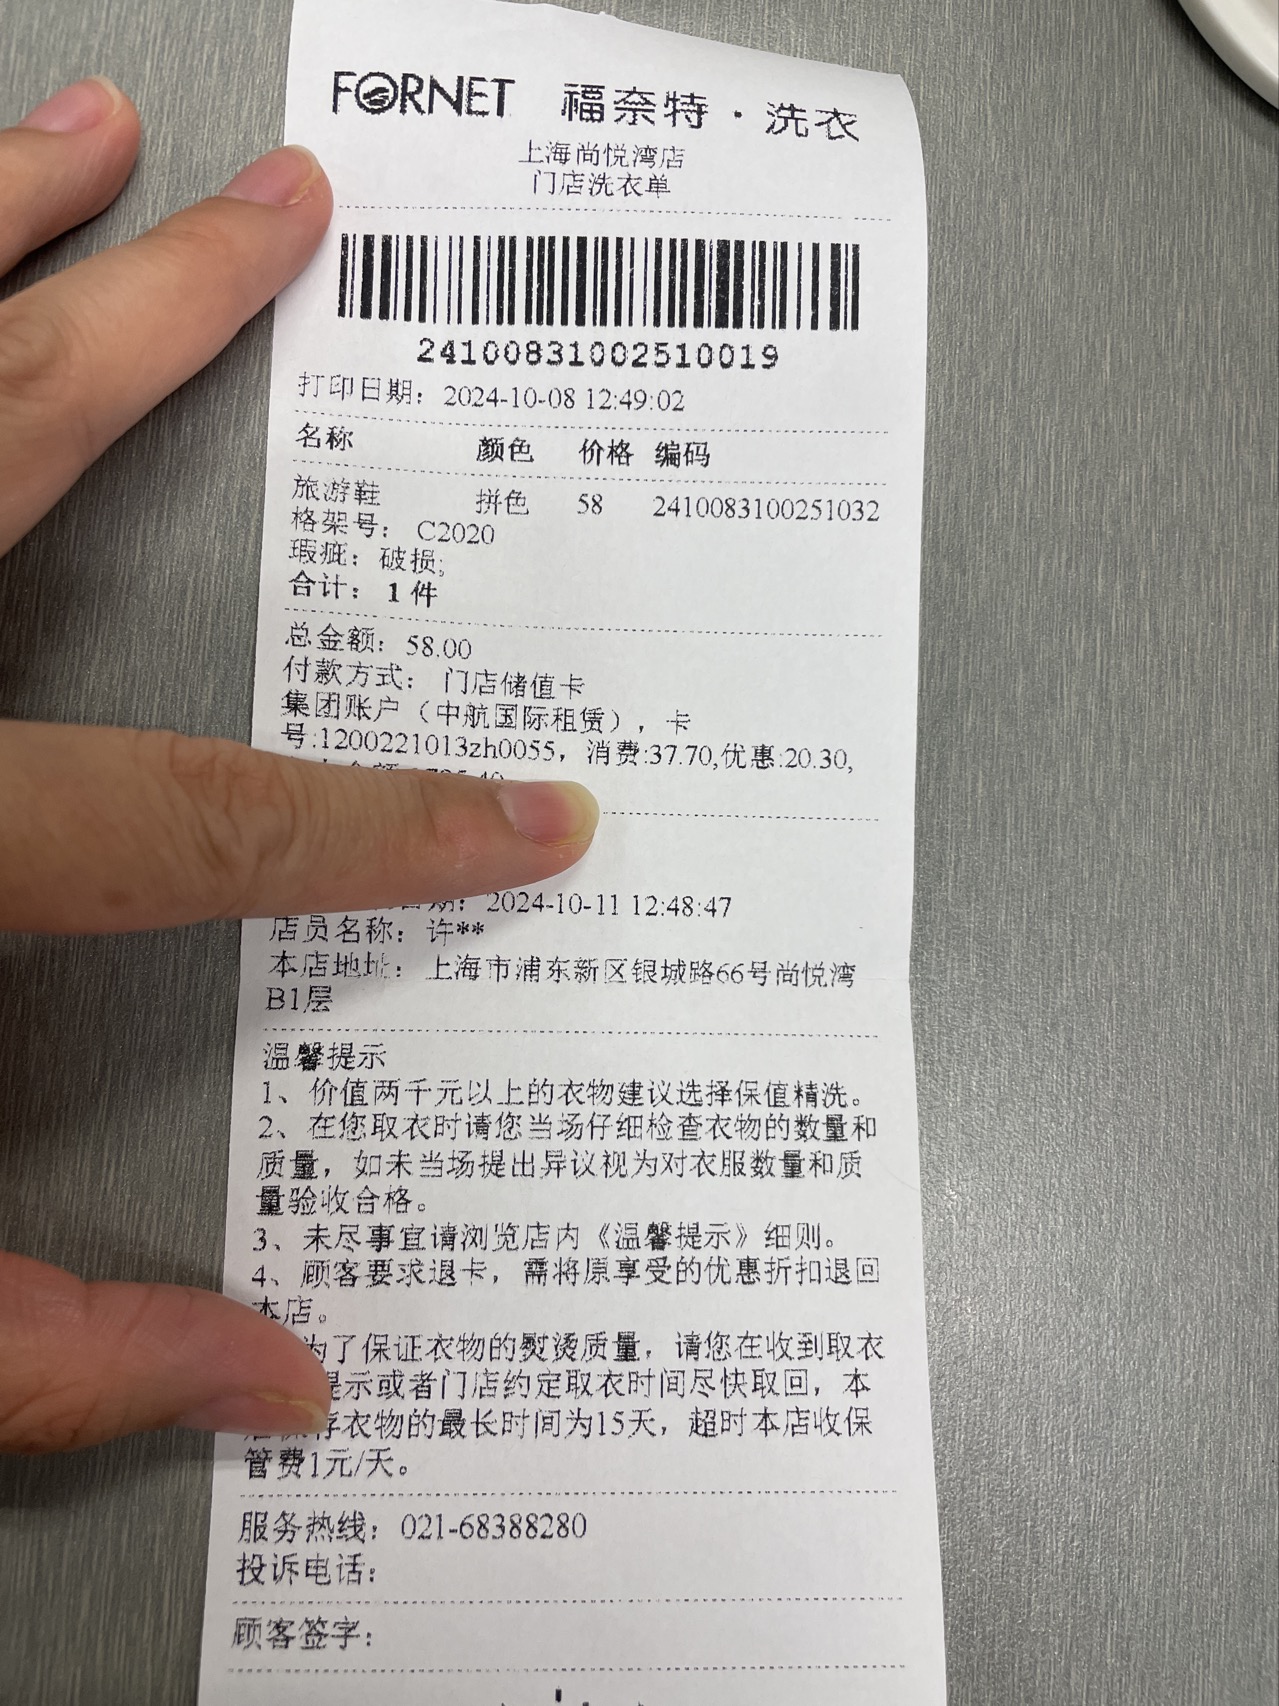 FORNET 福奈特·洗衣
上海尚悦湾店
门店洗衣单
24100831002510019
打印日期： 2024-10-08 12:49:02
名称 颜色 价格 编码
旅游鞋 拼色 58 2410083100251032
格架号： C2020
瑕疵：破损;
合计： 1 件
总金额： 58.00
付款方式： 门店储值卡
集团账户（中航国际租赁），卡
号:1200221013zh0055，消费:37.70,优惠:20.30,
日期： 2024-10-11 12:48:47
店员名称： 许**
本店地址： 上海市浦东新区银城路66号尚悦湾
B1层
温馨提示
1、价值两千元以上的衣物建议选择保值精洗。
2、在您取衣时请您当场仔细检查衣物的数量和
质量，如未当场提出异议视为对衣服数量和质
量验收合格。
3、未尽事宜请浏览店内《温馨提示》细则。
4、顾客要求退卡，需将原享受的优惠折扣退回
本店。
为了保证衣物的熨烫质量，请您在收到取衣
提示或者门店约定取衣时间尽快取回，本
存衣物的最长时间为15天，超时本店收保
管费1元/天。
服务热线： 021-68388280
投诉电话：
顾客签字：